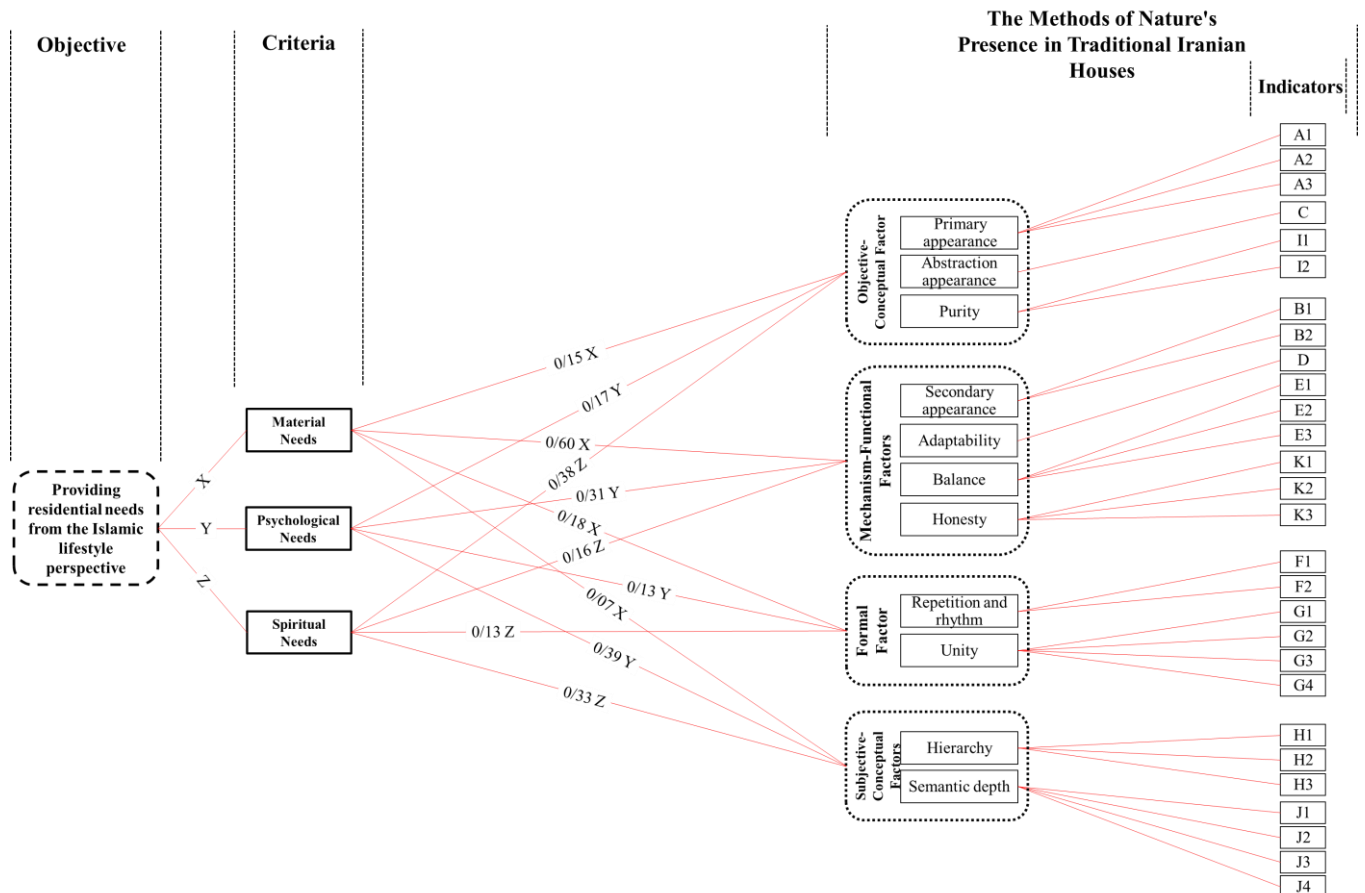 Objective
Criteria
The Methods of Nature's
Presence in Traditional Iranian
Houses
Indicators
Providing
residential needs
from the Islamic
lifestyle
perspective
X
Y
Z
Material
Needs
Psychological
Needs
Spiritual
Needs
0/15 X
0/17 Y
0/60 X
0/38 Z
0/31 Y
0/18 X
0/16 Z
0/13 Y
0/07 X
0/13 Z
0/39 Y
0/33 Z
Objective-
Conceptual Factor
Primary
appearance
Abstraction
appearance
Purity
Mechanism-Functional
Factors
Secondary
appearance
Adaptability
Balance
Honesty
Formal
Factor
Repetition and
rhythm
Unity
Subjective-
Conceptual
Factors
Hierarchy
Semantic depth
A1
A2
A3
C
I1
I2
B1
B2
D
E1
E2
E3
K1
K2
K3
F1
F2
G1
G2
G3
G4
H1
H2
H3
J1
J2
J3
J4